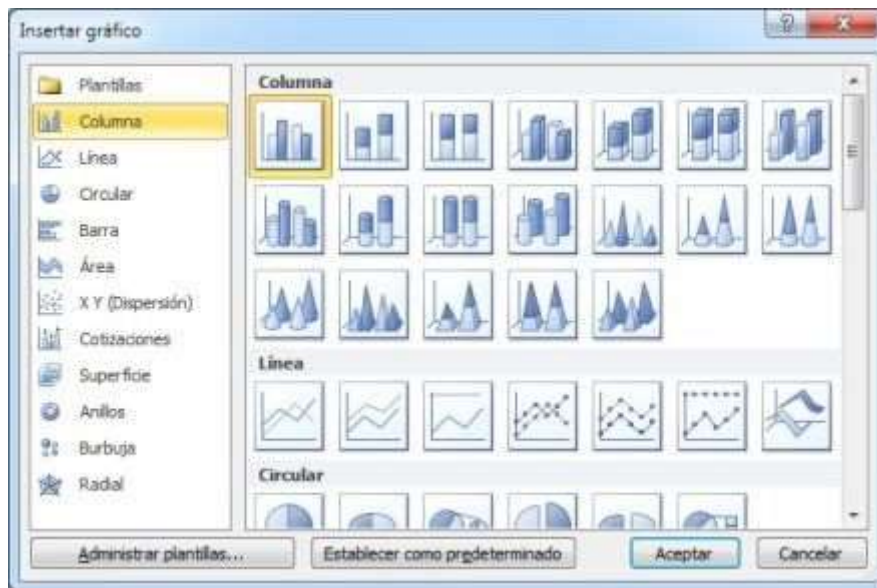 Insertar gráfico
Plantillas
Columna
Línea
Circular
Barra
Área
X Y (Dispersión)
Cotizaciones
Superficie
Anillos
Burbuja
Radial
Columna
Línea
Circular
Administrar plantillas...
Establecer como predeterminado
Aceptar
Cancelar